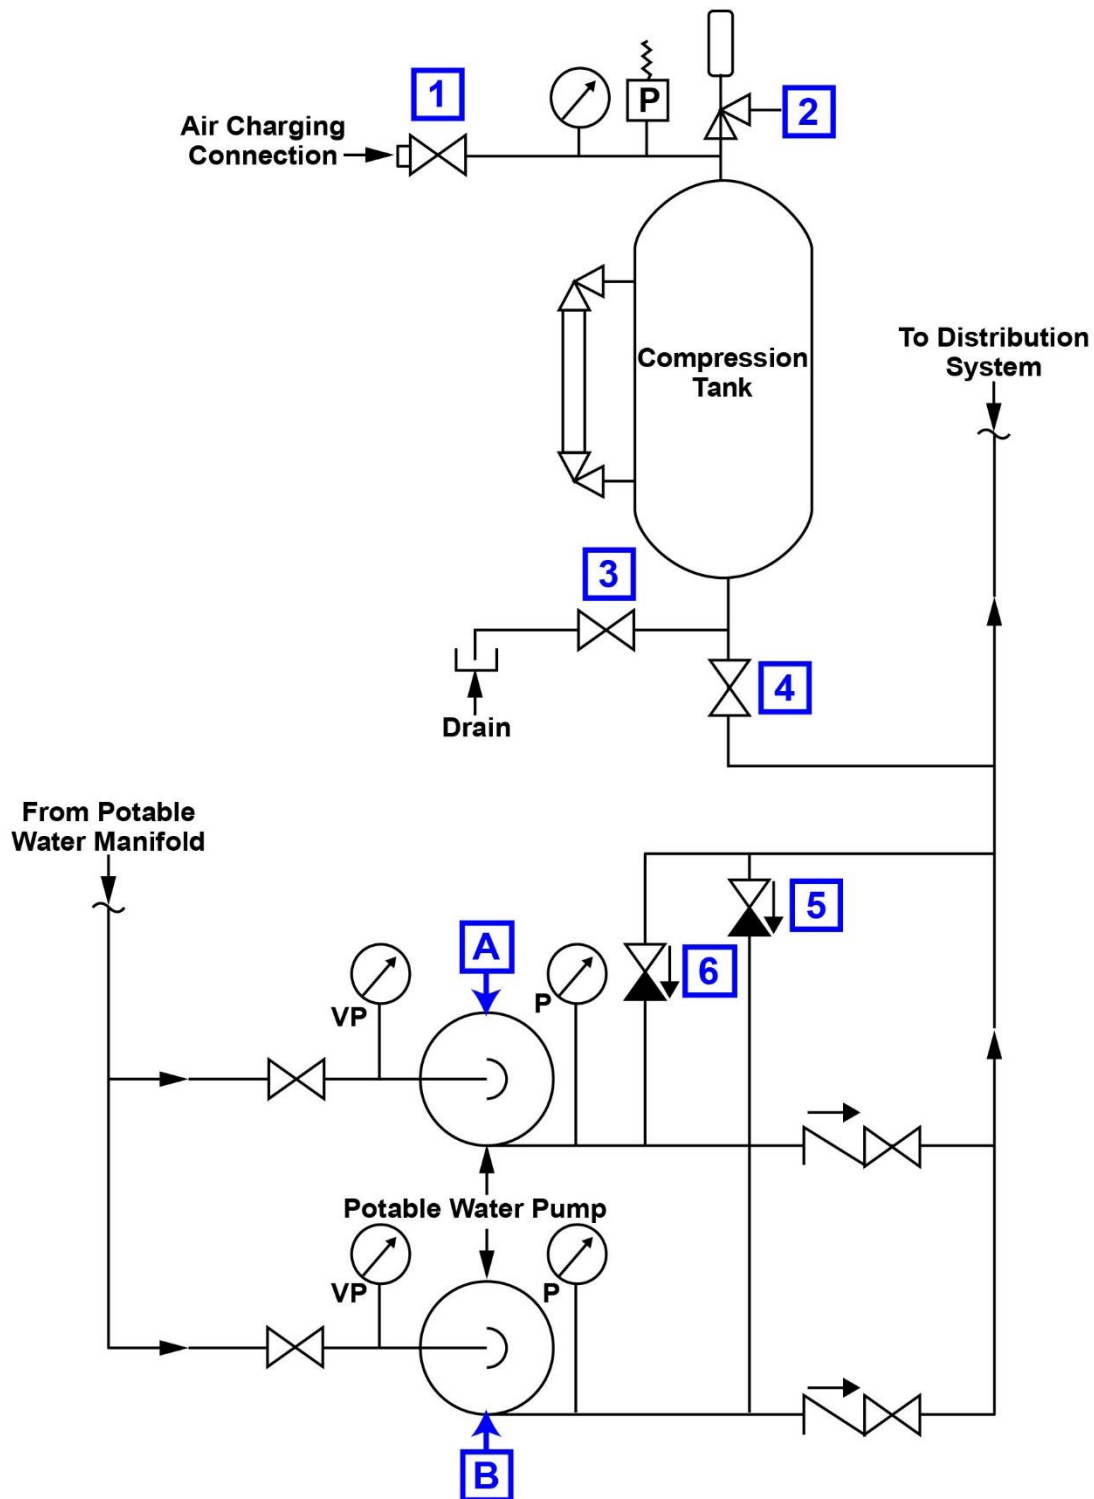 1
P
2
Air Charging
Connection
Compression
Tank
To Distribution
System
3
4
Drain
From Potable
Water Manifold
5
A
6
VP
P
Potable Water Pump
VP
P
B